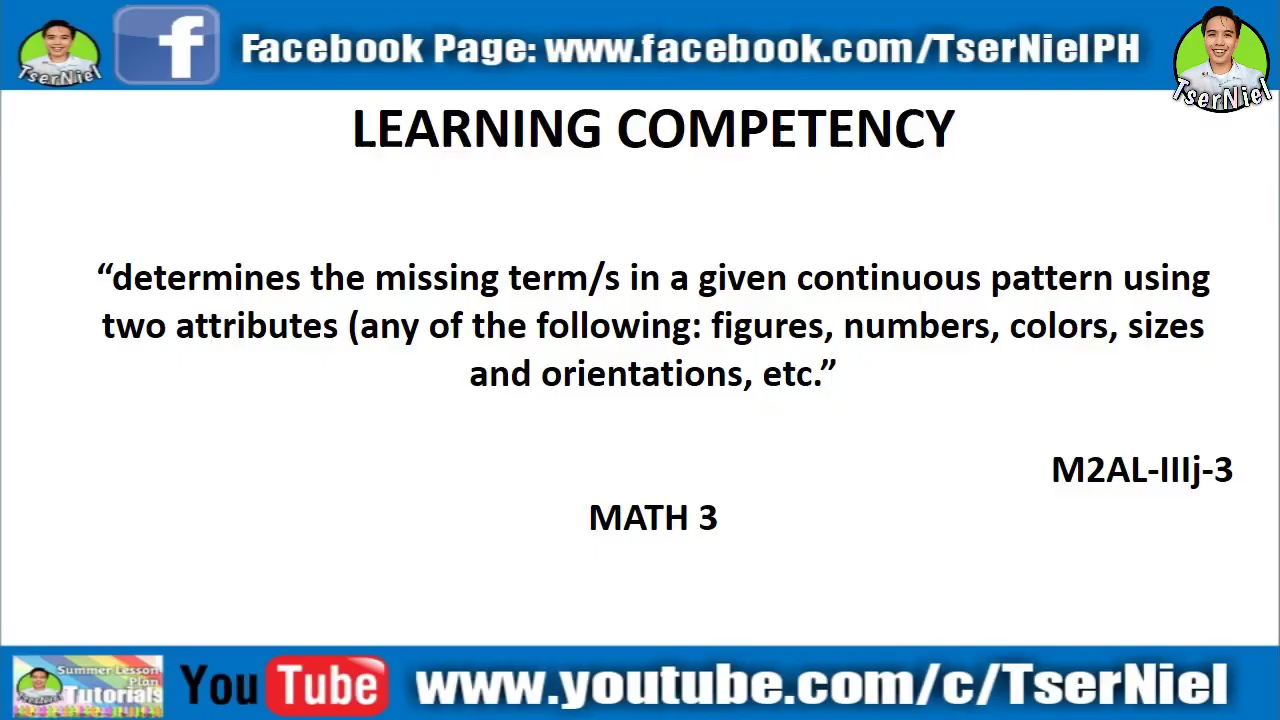 TserNiel
f
Facebook Page: www.facebook.com/TserNielPH
TserNiel
LEARNING COMPETENCY
“determines the missing term/s in a given continuous pattern using
two attributes (any of the following: figures, numbers, colors, sizes
and orientations, etc.”
M2AL-IIIj-3
MATH 3
Summer Lesson
Plan
Tutorials
YouTube
www.youtube.com/c/TserNiel